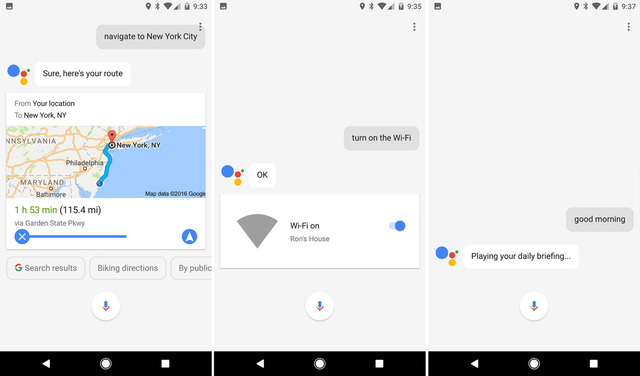 9:33
navigate to New York City
Sure, here's your route
From Your location
To New York, NY
NNSYLVANIA
New York, NY
Philadelphia
MARYLAND
Baltimore
Map data ©2016 Google
1 h 53 min (115.4 mi)
via Garden State Pkwy
G Search results
Biking directions
By public
9:35
turn on the Wi-Fi
OK
Wi-Fi on
Ron's House
9:37
good morning
Playing your daily briefing...